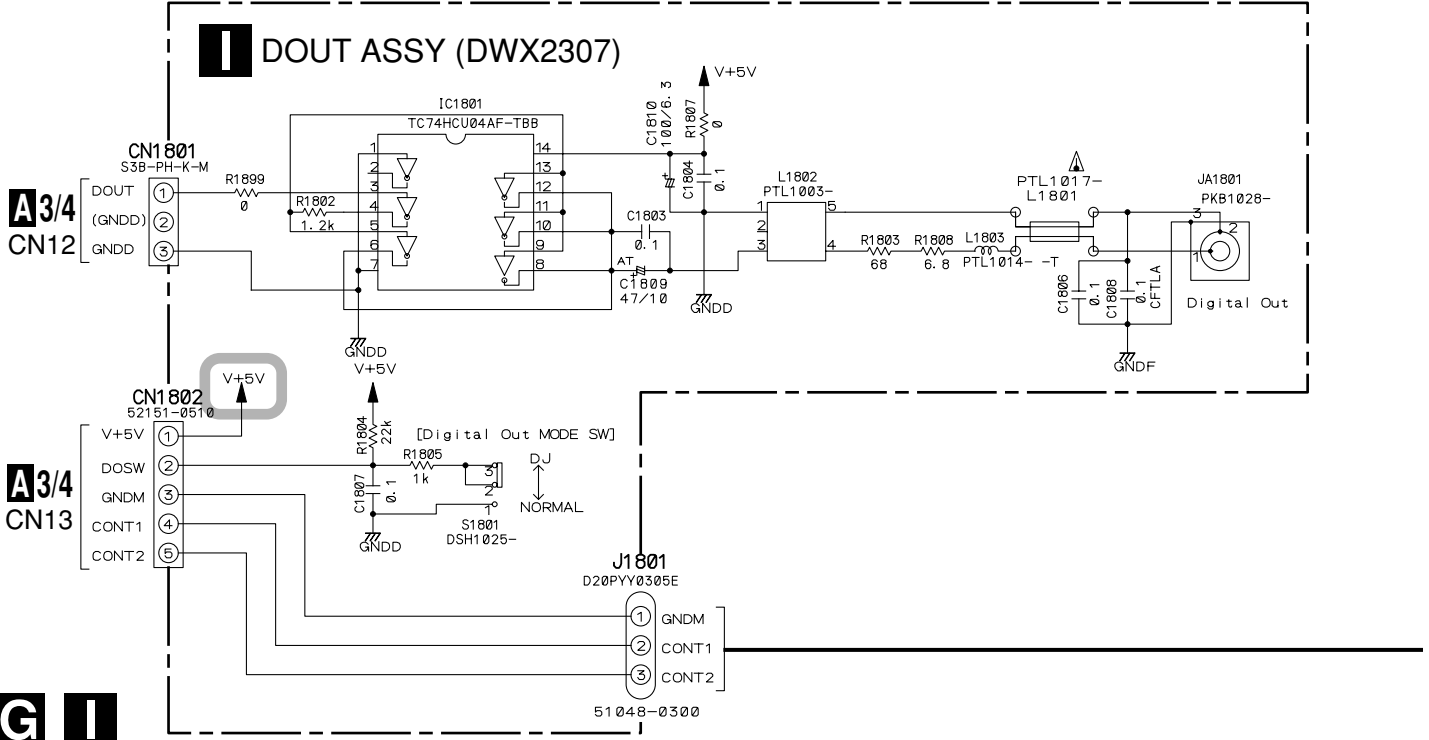 I DOUT ASSY (DWX2307)
CN1801
S3B-PH-K-M
A 3/4
CN12
DOUT
(GNDD)
GNDD
1
2
3
R1899
0
R1802
1.2k
IC1801
TC74HCU04AF-TBB
1
2
3
4
5
6
7
14
13
12
11
10
9
8
C1803
0.1
AT
+
C1809
47/10
C1810
100/6.3
+
R1807
0
V+5V
C1804
0.1
GNDD
L1802
PTL1003-
1
2
3
5
4
R1803
68
R1808
6.8
L1803
PTL1014- -T
PTL1017-
L1801
C1806
0.1
C1808
0.1
CFTLA
GNDF
JA1801
PKB1028-
3
2
1
Digital Out
GNDD
V+5V
V+5V
CN1802
52151-0510
A 3/4
CN13
V+5V
DOSW
GNDM
CONT1
CONT2
1
2
3
4
5
R1804
22k
R1805
1k
C1807
0.1
GNDD
[Digital Out MODE SW]
3
2
1
DJ
NORMAL
S1801
DSH1025-
J1801
D20PYY0305E
1
2
3
GNDM
CONT1
CONT2
51048-0300
G I